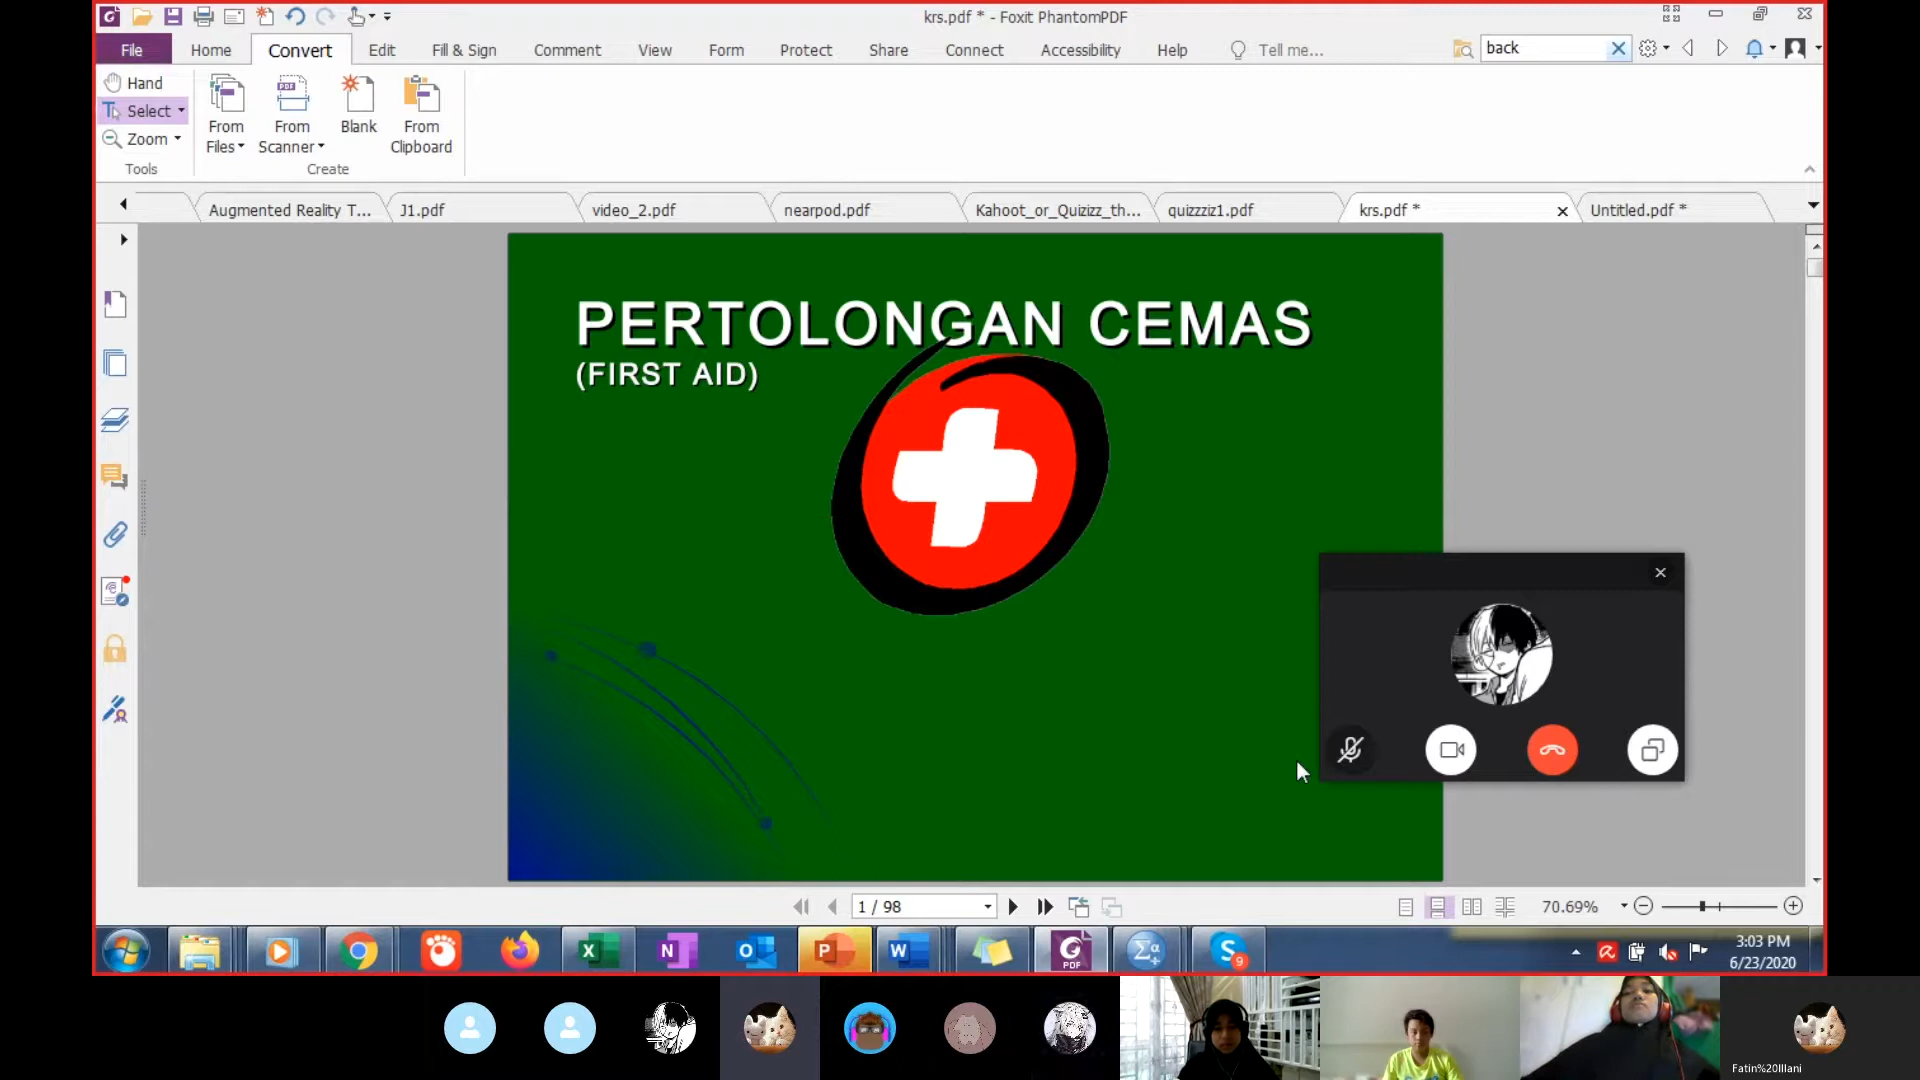 krs.pdf * - Foxit PhantomPDF
File Home Convert Edit Fill & Sign Comment View Form Protect Share Connect Accessibility Help Tell me... back
Hand
Select
Zoom
Tools
From Files
From Scanner
Blank
From Clipboard
Create
Augmented Reality T... J1.pdf video_2.pdf nearpod.pdf Kahoot_or_Quizizz_th... quizzziz1.pdf krs.pdf * Untitled.pdf *
PERTOLONGAN CEMAS
(FIRST AID)
1 / 98
70.69%
3:03 PM
6/23/2020
9
PDF
Fatin%20Illani